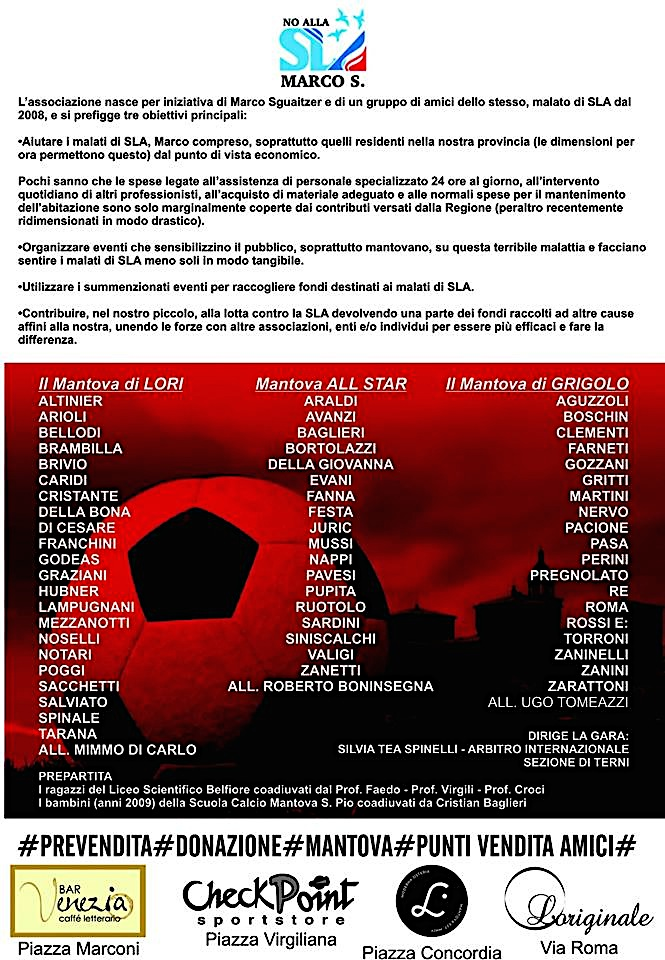 NO ALLA
SLA
MARCO S.
L'associazione nasce per iniziativa di Marco Sguaitzer e di un gruppo di amici dello stesso, malato di SLA dal
2008, e si prefigge tre obiettivi principali:
•Aiutare i malati di SLA, Marco compreso, soprattutto quelli residenti nella nostra provincia (le dimensioni per
ora permettono questo) dal punto di vista economico.
Pochi sanno che le spese legate all'assistenza di personale specializzato 24 ore al giorno, all'intervento
quotidiano di altri professionisti, all'acquisto di materiale adeguato e alle normali spese per il mantenimento
dell'abitazione sono solo marginalmente coperte dai contributi versati dalla Regione (peraltro recentemente
ridimensionati in modo drastico).
•Organizzare eventi che sensibilizzino il pubblico, soprattutto mantovano, su questa terribile malattia e facciano
sentire i malati di SLA meno soli in modo tangibile.
•Utilizzare i summenzionati eventi per raccogliere fondi destinati ai malati di SLA.
•Contribuire, nel nostro piccolo, alla lotta contro la SLA devolvendo una parte dei fondi raccolti ad altre cause
affini alla nostra, unendo le forze con altre associazioni, enti e/o individui per essere più efficaci e fare la
differenza.
Il Mantova di LORI
ALTINIER
ARIOLI
BELLODI
BRAMBILLA
BRIVIO
CARIDI
CRISTANTE
DELLA BONA
DI CESARE
FRANCHINI
GODEAS
GRAZIANI
HUBNER
LAMPUGNANI
MEZZANOTTI
NOSELLI
NOTARI
POGGI
SACCHETTI
SALVIATO
SPINALE
TARANA
ALL. MIMMO DI CARLO
Mantova ALL STAR
ARALDI
AVANZI
BAGLIERI
BORTOLAZZI
DELLA GIOVANNA
EVANI
FANNA
FESTA
JURIC
MUSSI
NAPPI
PAVESI
PUPITA
RUOTOLO
SARDINI
SINISCALCHI
VALIGI
ZANETTI
ALL. ROBERTO BONINSEGNA
Il Mantova di GRIGOLO
AGUZZOLI
BOSCHIN
CLEMENTI
FARNETI
GOZZANI
GRITTI
MARTINI
NERVO
PACIONE
PASA
PERINI
PREGNOLATO
RE
ROMA
ROSSI E:
TORRONI
ZANINELLI
ZANINI
ZARATTONI
ALL. UGO TOMEAZZI
DIRIGE LA GARA:
SILVIA TEA SPINELLI - ARBITRO INTERNAZIONALE
SEZIONE DI TERNI
PREPARTITA
I ragazzi del Liceo Scientifico Belfiore coadiuvati dal Prof. Faedo - Prof. Virgili - Prof. Croci
I bambini (anni 2009) della Scuola Calcio Mantova S. Pio coadiuvati da Cristian Baglieri
#PREVENDITA#DONAZIONE#MANTOVA#PUNTI VENDITA AMICI#
BAR
Venezia
caffé letterario
Piazza Marconi
CheckPoint
sportstore
Piazza Virgiliana
L.
Piazza Concordia
L'originale
Via Roma